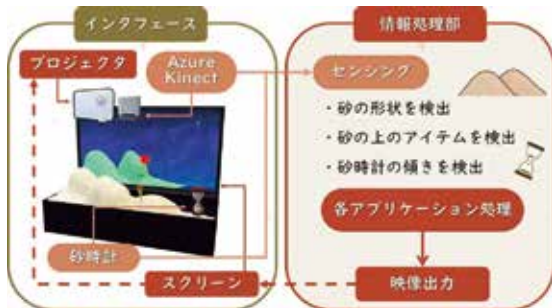 インタフェース
プロジェクタ
Azure
Kinect
砂時計
スクリーン
情報処理部
センシング
・砂の形状を検出
・砂の上のアイテムを検出
・砂時計の傾きを検出
各アプリケーション処理
映像出力